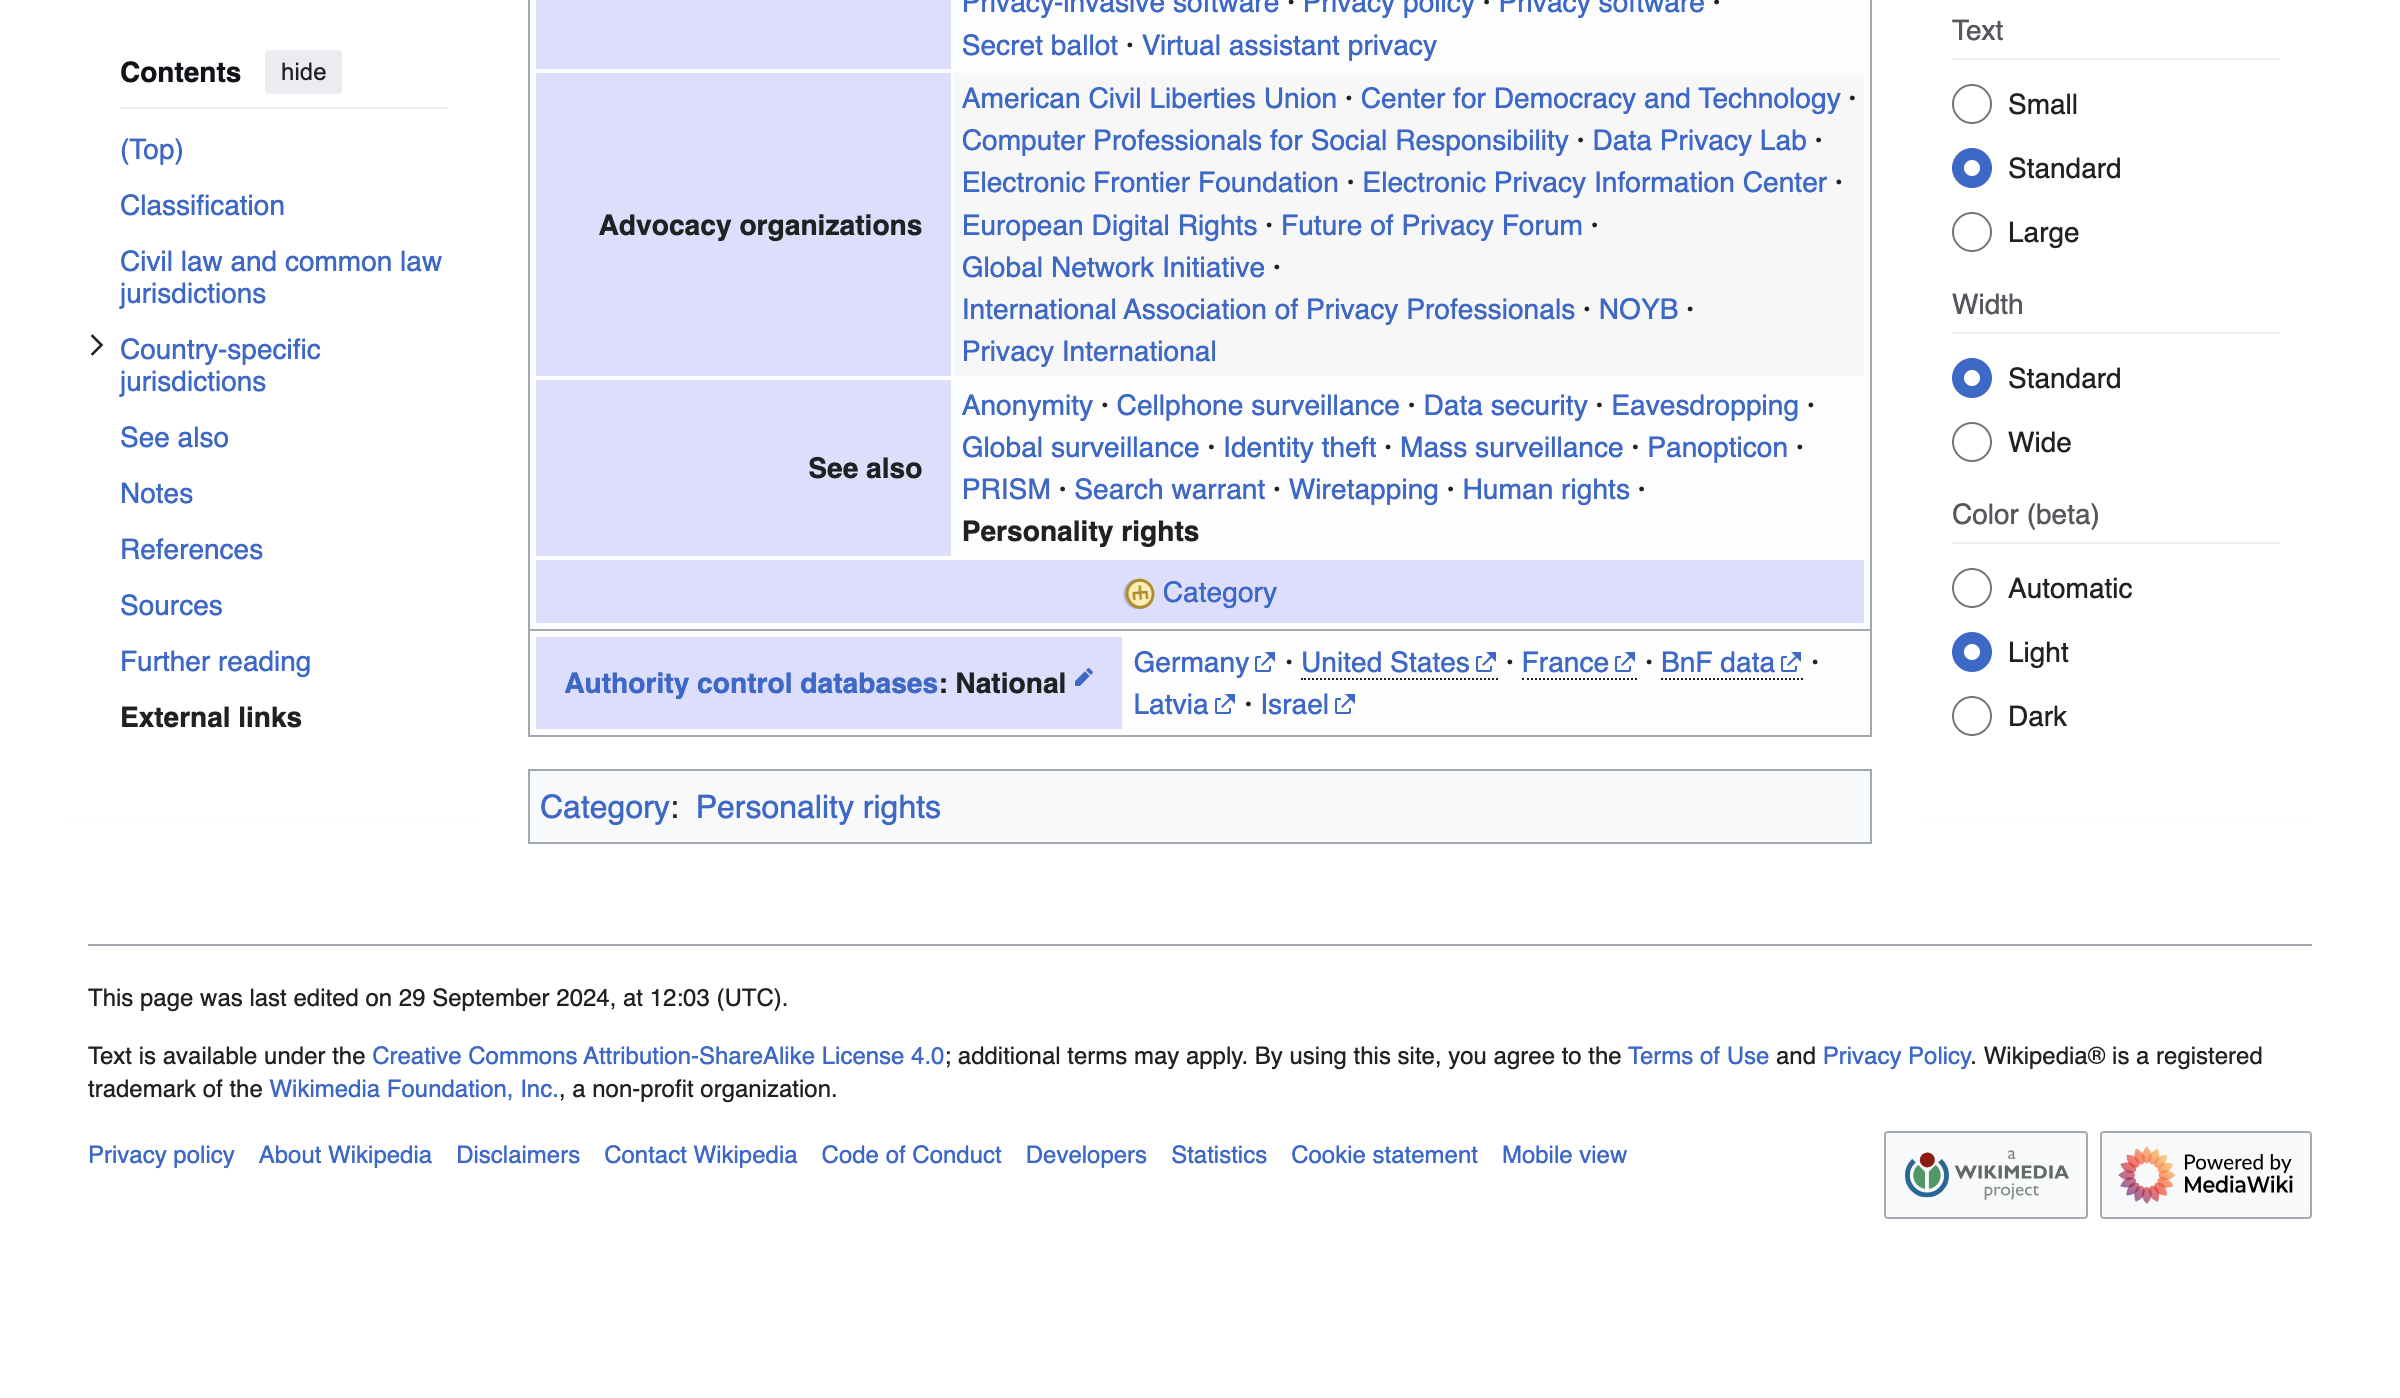 Contents hide
(Top)
Classification
Civil law and common law
jurisdictions
Country-specific
jurisdictions
See also
Notes
References
Sources
Further reading
External links
Privacy-invasive software · Privacy policy · Privacy software ·
Secret ballot · Virtual assistant privacy
Advocacy organizations
American Civil Liberties Union · Center for Democracy and Technology ·
Computer Professionals for Social Responsibility · Data Privacy Lab ·
Electronic Frontier Foundation · Electronic Privacy Information Center ·
European Digital Rights · Future of Privacy Forum ·
Global Network Initiative ·
International Association of Privacy Professionals · NOYB ·
Privacy International
See also
Anonymity · Cellphone surveillance · Data security · Eavesdropping ·
Global surveillance · Identity theft · Mass surveillance · Panopticon ·
PRISM · Search warrant · Wiretapping · Human rights ·
Personality rights
Category
Authority control databases: National
Germany · United States · France · BnF data ·
Latvia · Israel
Category: Personality rights
Text
Small
Standard
Large
Width
Standard
Wide
Color (beta)
Automatic
Light
Dark
This page was last edited on 29 September 2024, at 12:03 (UTC).
Text is available under the Creative Commons Attribution-ShareAlike License 4.0; additional terms may apply. By using this site, you agree to the Terms of Use and Privacy Policy. Wikipedia® is a registered
trademark of the Wikimedia Foundation, Inc., a non-profit organization.
Privacy policy About Wikipedia Disclaimers Contact Wikipedia Code of Conduct Developers Statistics Cookie statement Mobile view
a
WIKIMEDIA
project
Powered by
MediaWiki